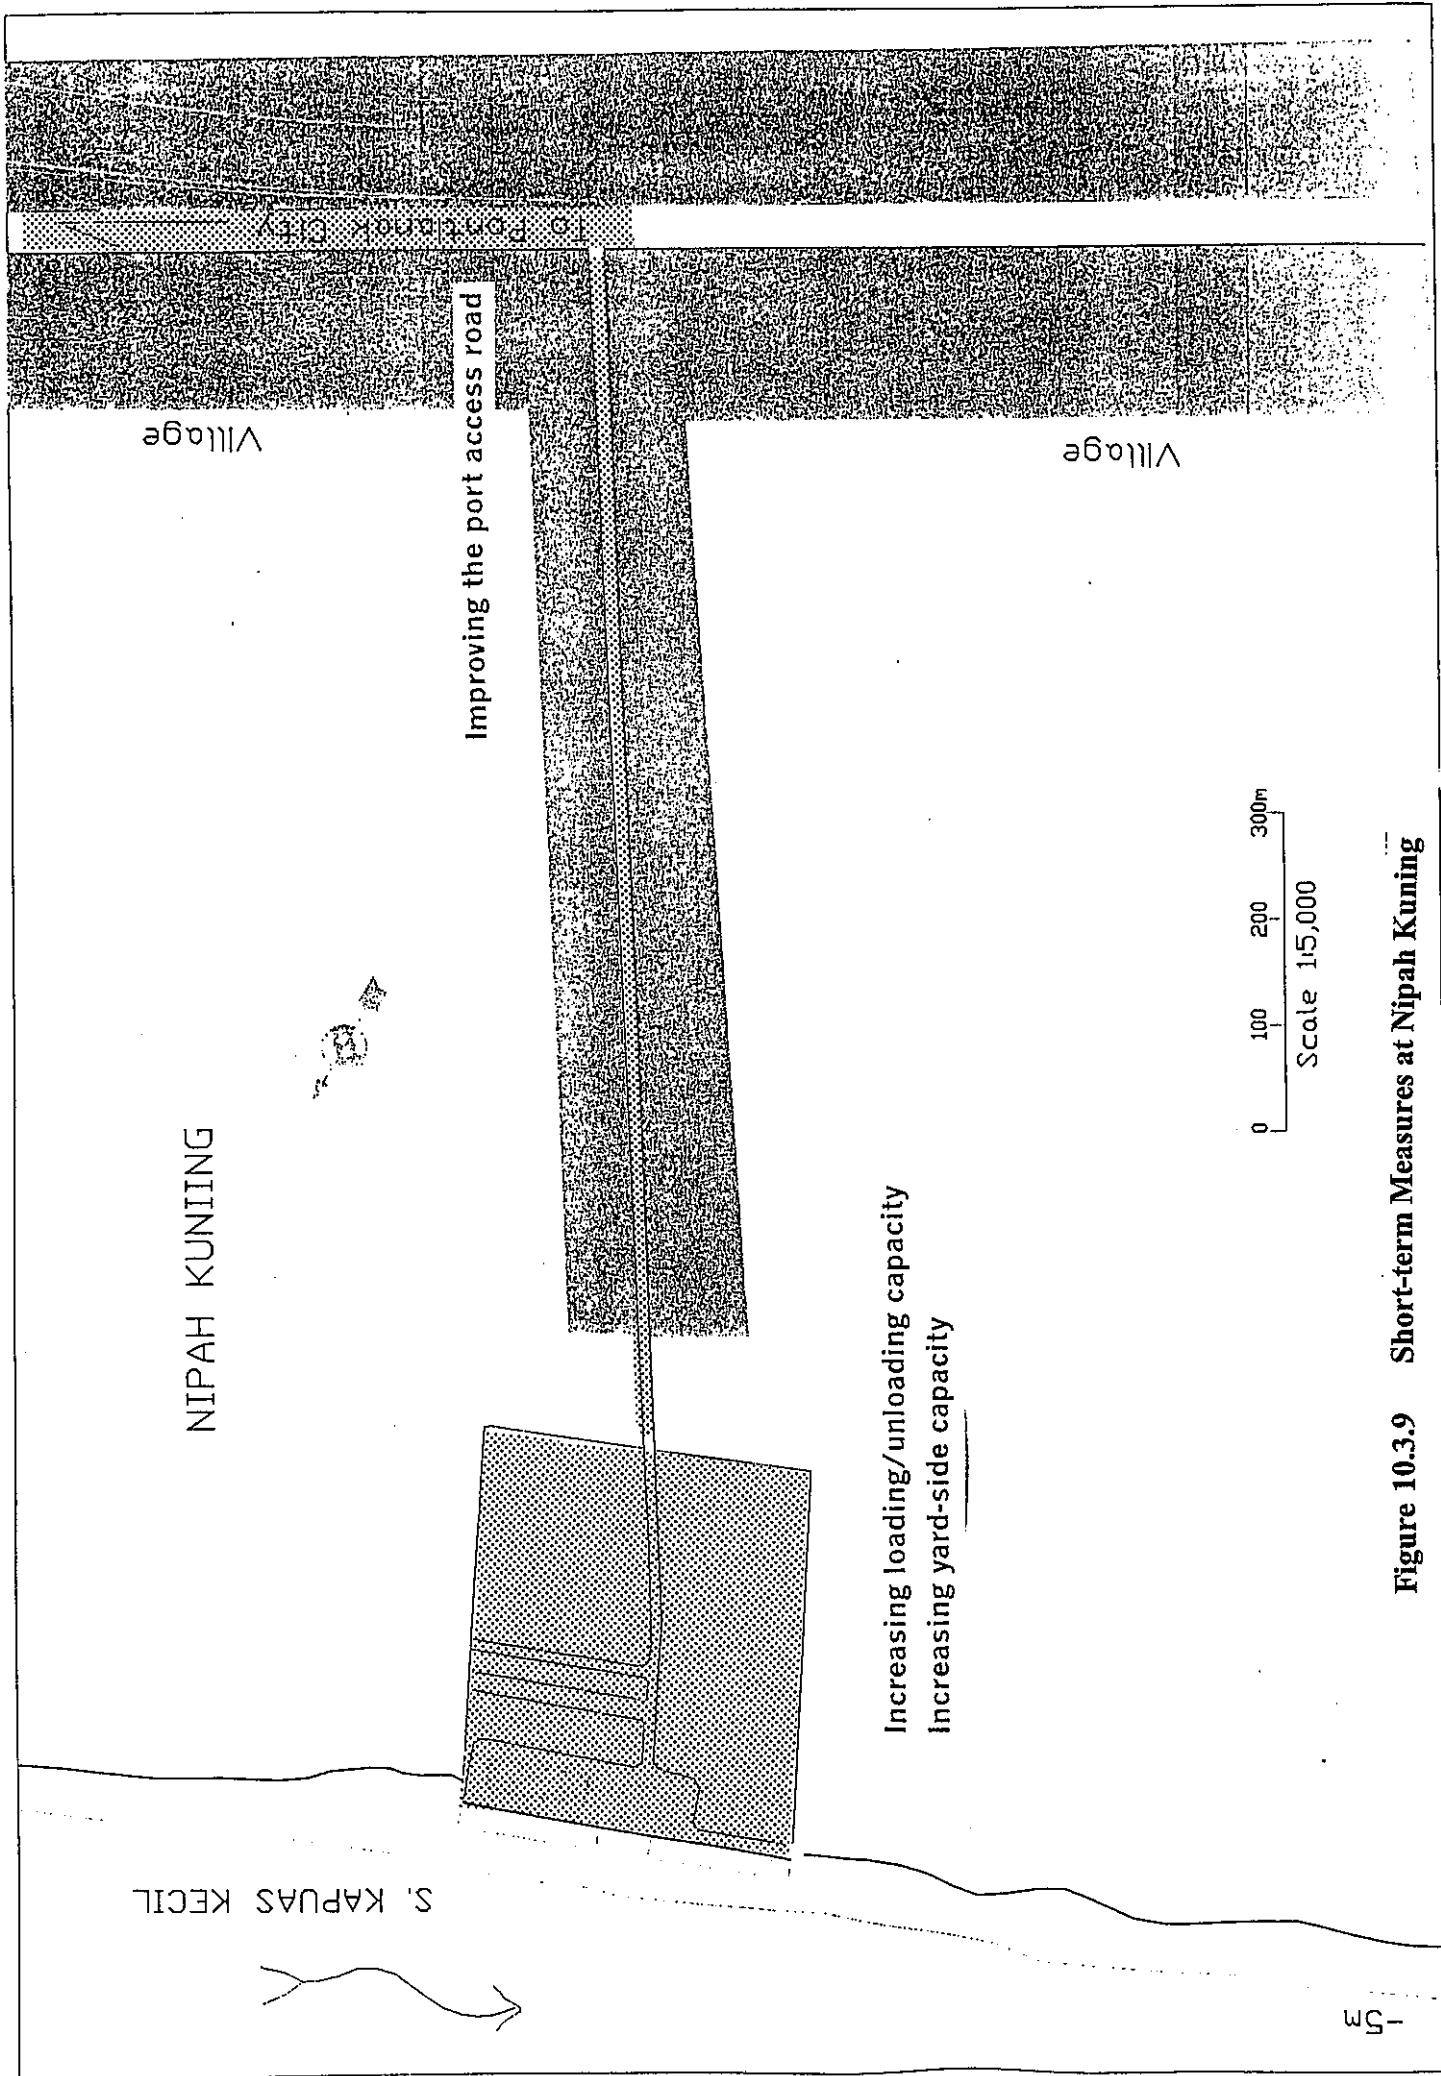 NIPAH KUNIING
S. KAPUAS KECIL
-5m
Village
Village
To Pontianak City
Improving the port access road
Increasing loading/unloading capacity
Increasing yard-side capacity
0 100 200 300m
Scale 1:5,000
Figure 10.3.9 Short-term Measures at Nipah Kuning